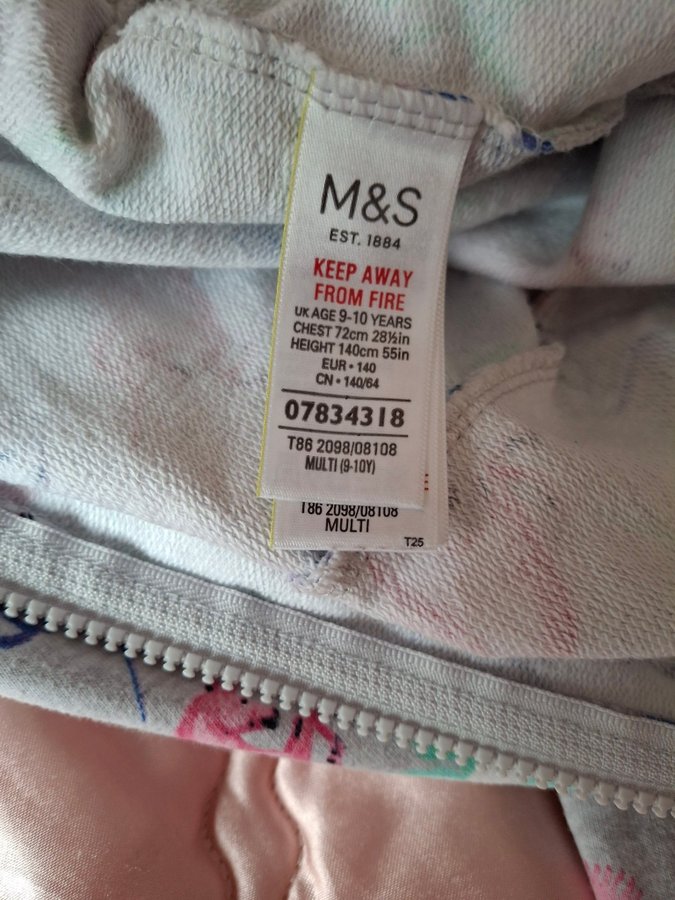 M&S
EST. 1884
KEEP AWAY
FROM FIRE
UK AGE 9-10 YEARS
CHEST 72cm 28½in
HEIGHT 140cm 55in
EUR • 140
CN • 140/64
07834318
T86 2098/08108
MULTI (9-10Y)
T86 2098/08108
MULTI
T25